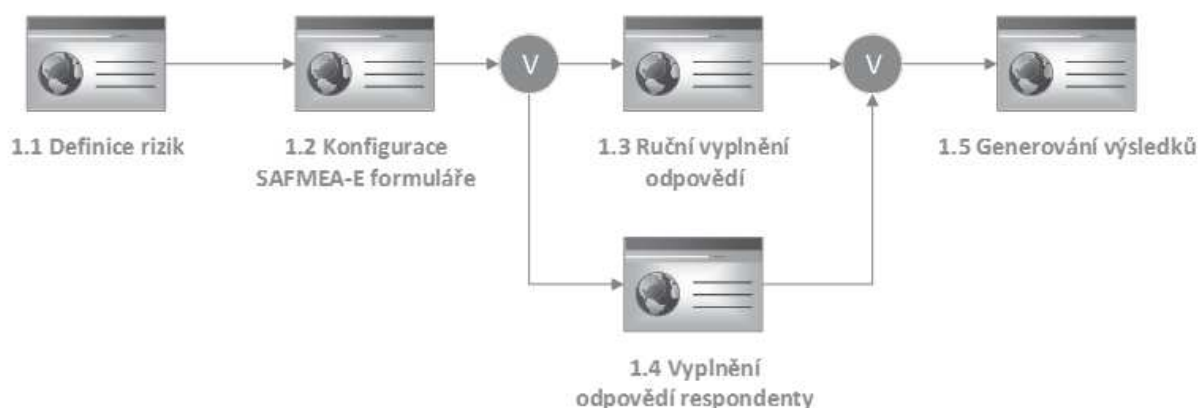 V
V
1.1 Definice rizik
1.2 Konfigurace
SAFMEA-E formuláře
1.3 Ruční vyplnění
odpovědí
1.5 Generování výsledků
1.4 Vyplnění
odpovědí respondenty